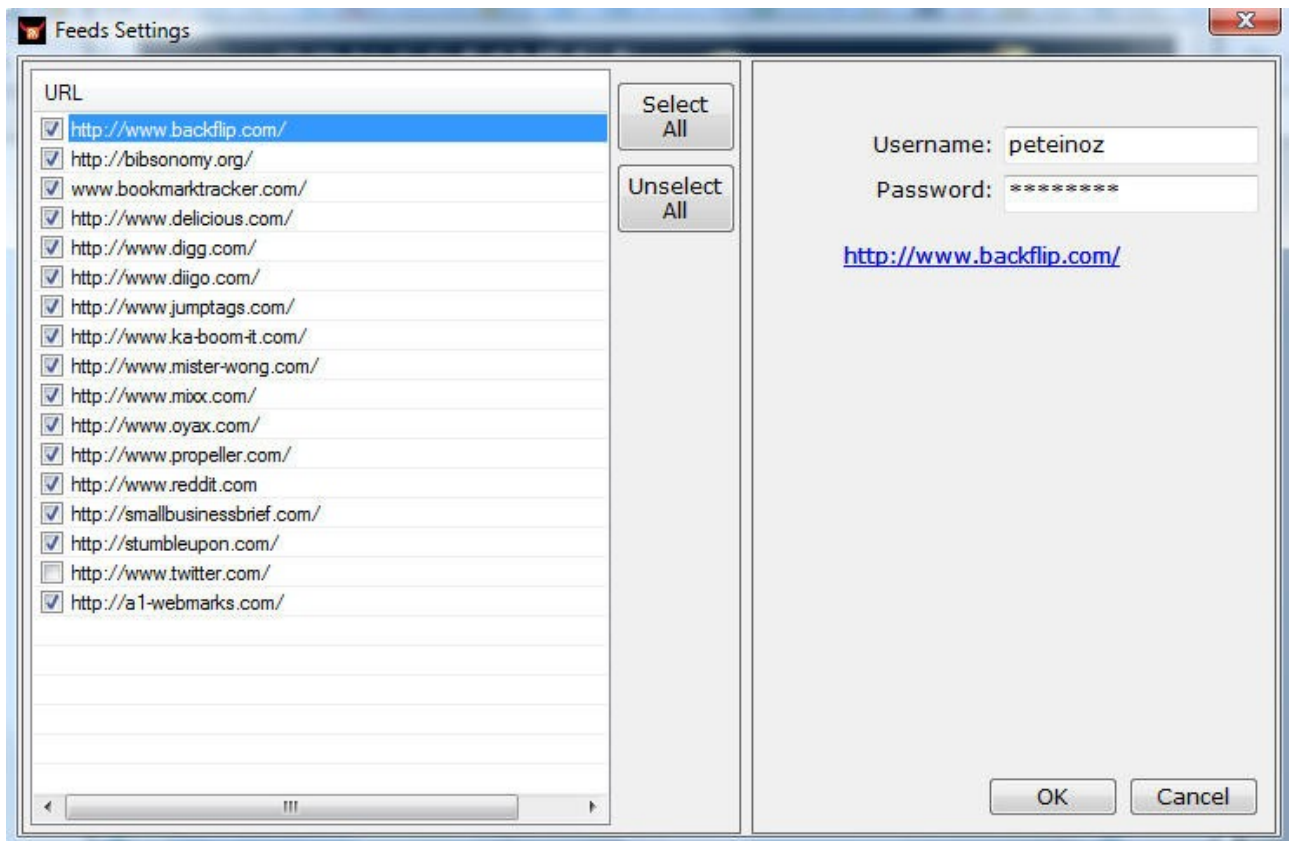 Feeds Settings
X
URL
http://www.backflip.com/
http://bibsonomy.org/
www.bookmarktracker.com/
http://www.delicious.com/
http://www.digg.com/
http://www.diigo.com/
http://www.jumptags.com/
http://www.ka-boom-it.com/
http://www.mister-wong.com/
http://www.mixx.com/
http://www.oyax.com/
http://www.propeller.com/
http://www.reddit.com
http://smallbusinessbrief.com/
http://stumbleupon.com/
http://www.twitter.com/
http://a1-webmarks.com/
Select
All
Unselect
All
Username: peteinoz
Password: ********
http://www.backflip.com/
OK Cancel